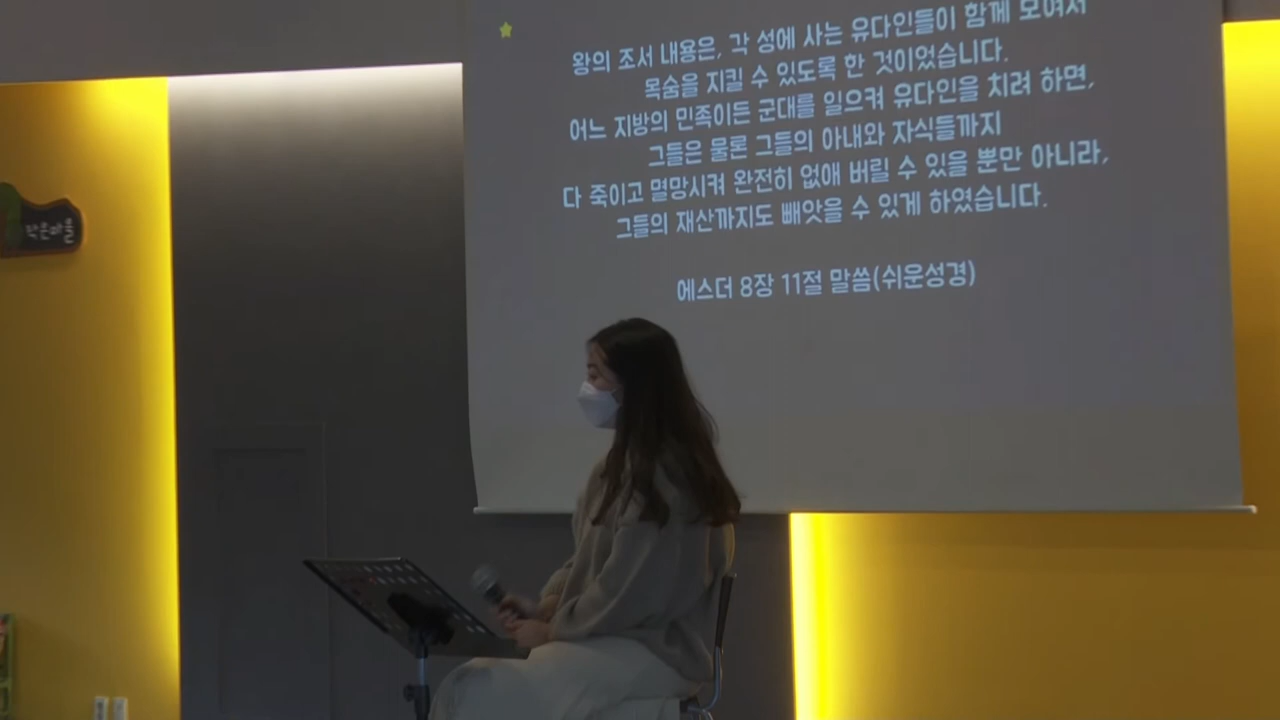 왕의 조서 내용은, 각 성에 사는 유다인들이 함께 모여서
목숨을 지킬 수 있도록 한 것이었습니다.
어느 지방의 민족이든 군대를 일으켜 유다인을 치려 하면,
그들은 물론 그들의 아내와 자식들까지
다 죽이고 멸망시켜 완전히 없애 버릴 수 있을 뿐만 아니라,
그들의 재산까지도 빼앗을 수 있게 하였습니다.
에스더 8장 11절 말씀(쉬운성경)